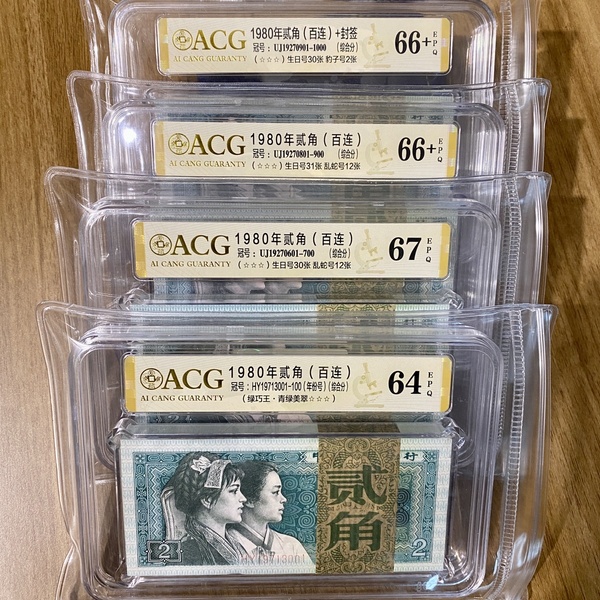 ACG
AI CANG GUARANTY
1980年贰角(百连)+封签
冠号:UJ19270901-1000 (综合分)
(☆☆☆)生日号30张 豹子号2张
66+
EPQ
ACG
AI CANG GUARANTY
1980年贰角(百连)
冠号:UJ19270801-900 (综合分)
(☆☆☆)生日号31张 乱蛇号12张
66+
EPQ
ACG
AI CANG GUARANTY
1980年贰角(百连)
冠号:UJ19270601-700 (综合分)
(☆☆☆)生日号30张 乱蛇号12张
67
EPQ
ACG
AI CANG GUARANTY
1980年贰角(百连)
冠号:HY19713001-100(年份号)(综合分)
(绿巧王·青绿美翠☆☆☆)
64
EPQ
行
贰角
2
2